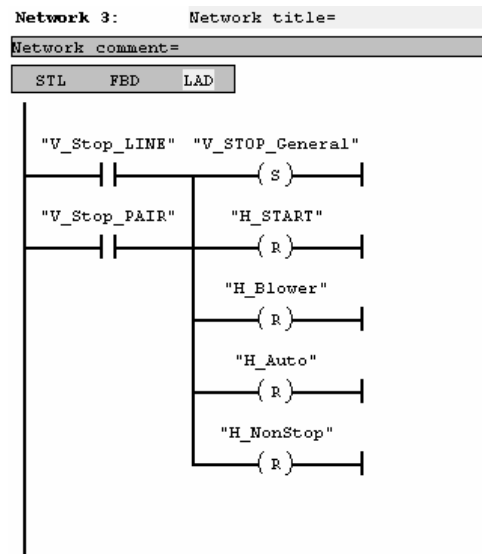 Network 3: Network title=
Network comment=
STL FBD LAD
"V_Stop_LINE" "V_STOP_General"
( S )
"V_Stop_PAIR" "H_START"
( R )
"H_Blower"
( R )
"H_Auto"
( R )
"H_NonStop"
( R )